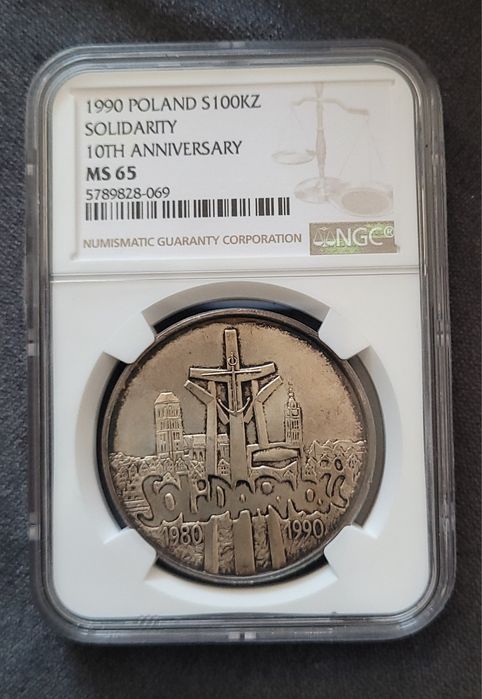 1990 POLAND S100KZ
SOLIDARITY
10TH ANNIVERSARY
MS 65
5789828-069
NUMISMATIC GUARANTY CORPORATION
NGC®
SOLIDARNOŚĆ
1980 1990